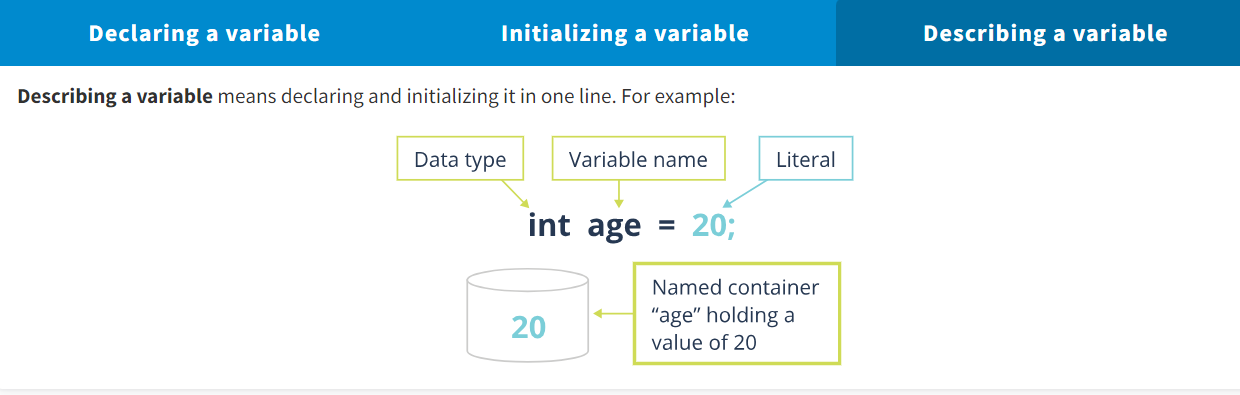 Declaring a variable
Initializing a variable
Describing a variable
Describing a variable means declaring and initializing it in one line. For example:
Data type
Variable name
Literal
int age = 20;
20
Named container
“age” holding a
value of 20